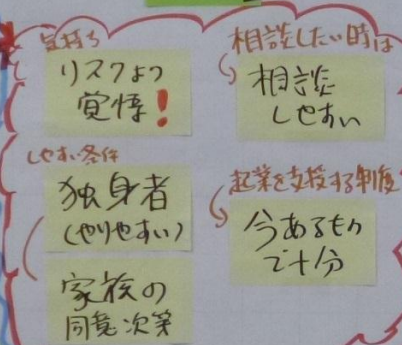 気持ち
リスクより
覚悟!
しやすい条件
独身者
(やりやすい)
家族の
同意次第
相談したい時は
相談
しやすい
起業を支援する制度
今あるもの
で十分